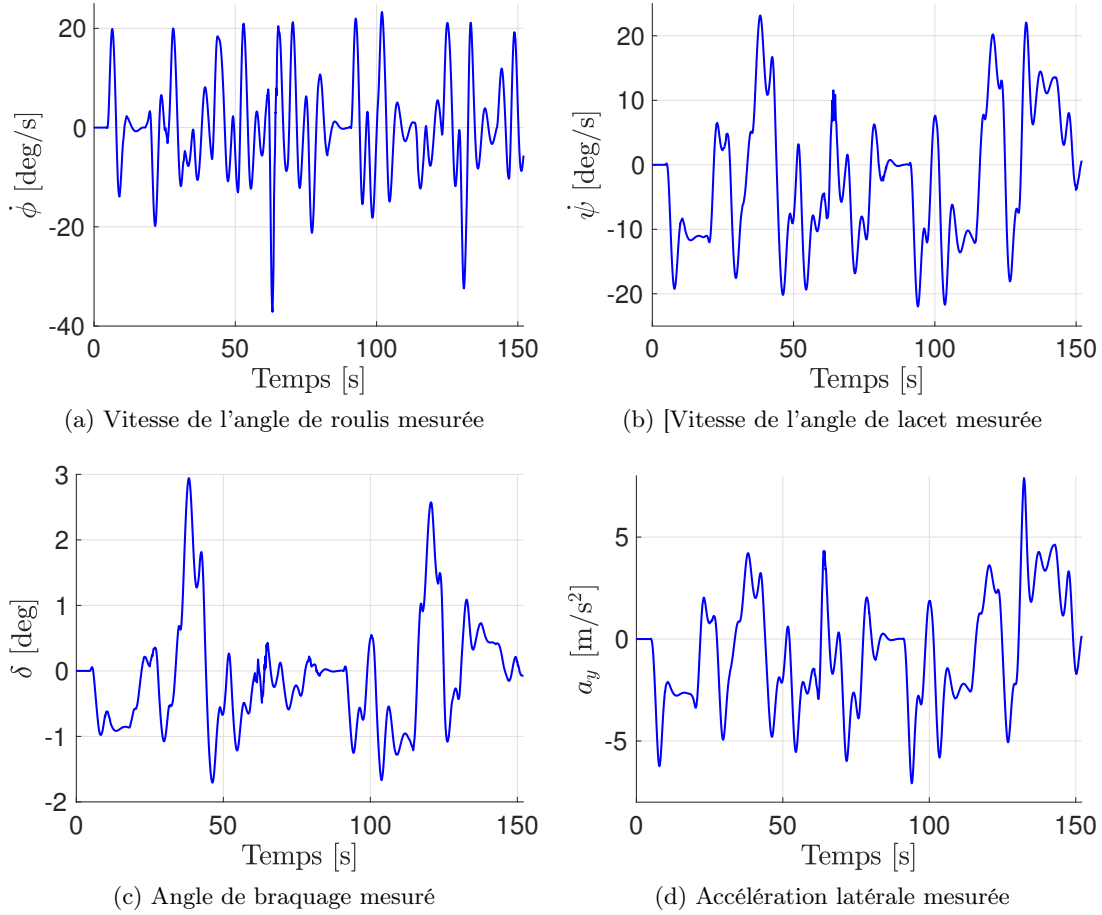 20
0
-20
-40
0
50
100
150
ϕ̇ [deg/s]
Temps [s]
(a) Vitesse de l'angle de roulis mesurée
20
10
0
-10
-20
0
50
100
150
ψ̇ [deg/s]
Temps [s]
(b) [Vitesse de l'angle de lacet mesurée
3
2
1
0
-1
-2
0
50
100
150
δ [deg]
Temps [s]
(c) Angle de braquage mesuré
5
0
-5
0
50
100
150
a_y [m/s²]
Temps [s]
(d) Accélération latérale mesurée